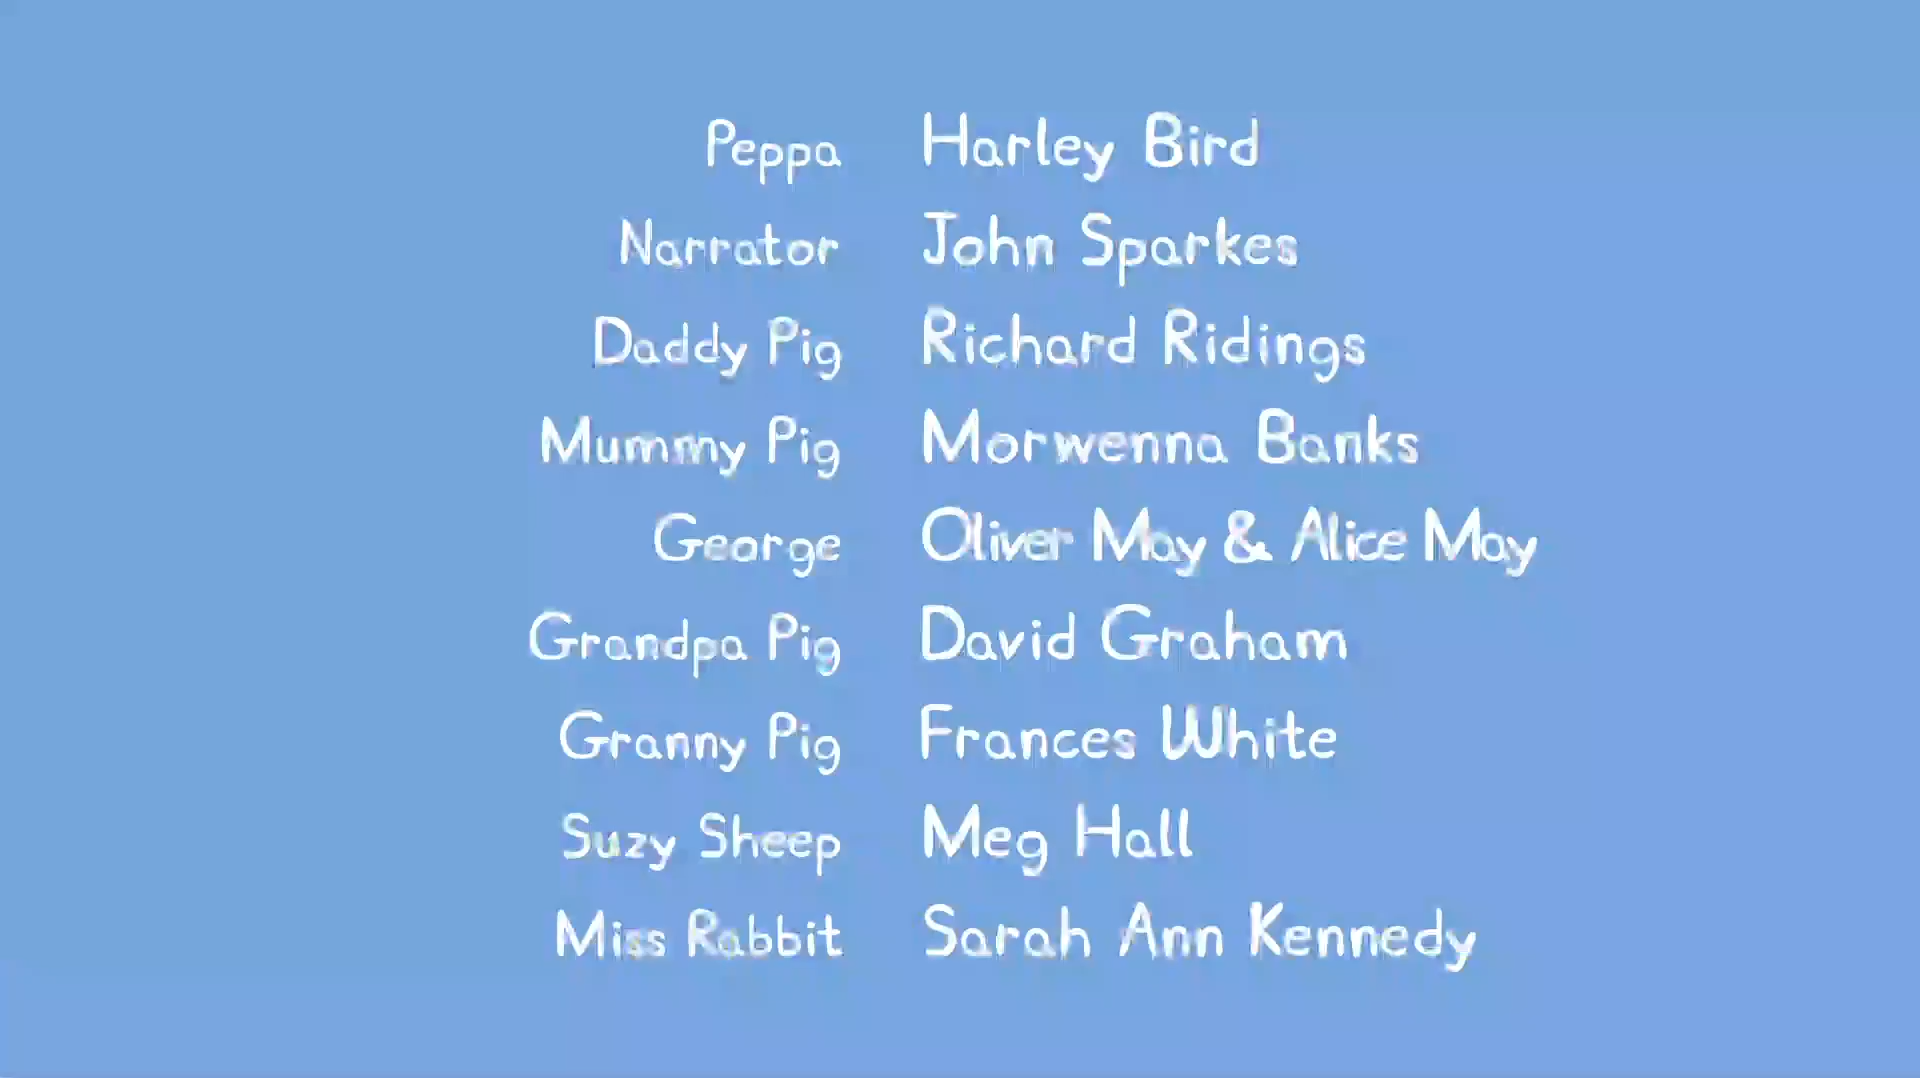 Peppa Harley Bird
Narrator John Sparkes
Daddy Pig Richard Ridings
Mummy Pig Morwenna Banks
George Oliver May & Alice May
Grandpa Pig David Graham
Granny Pig Frances White
Suzy Sheep Meg Hall
Miss Rabbit Sarah Ann Kennedy